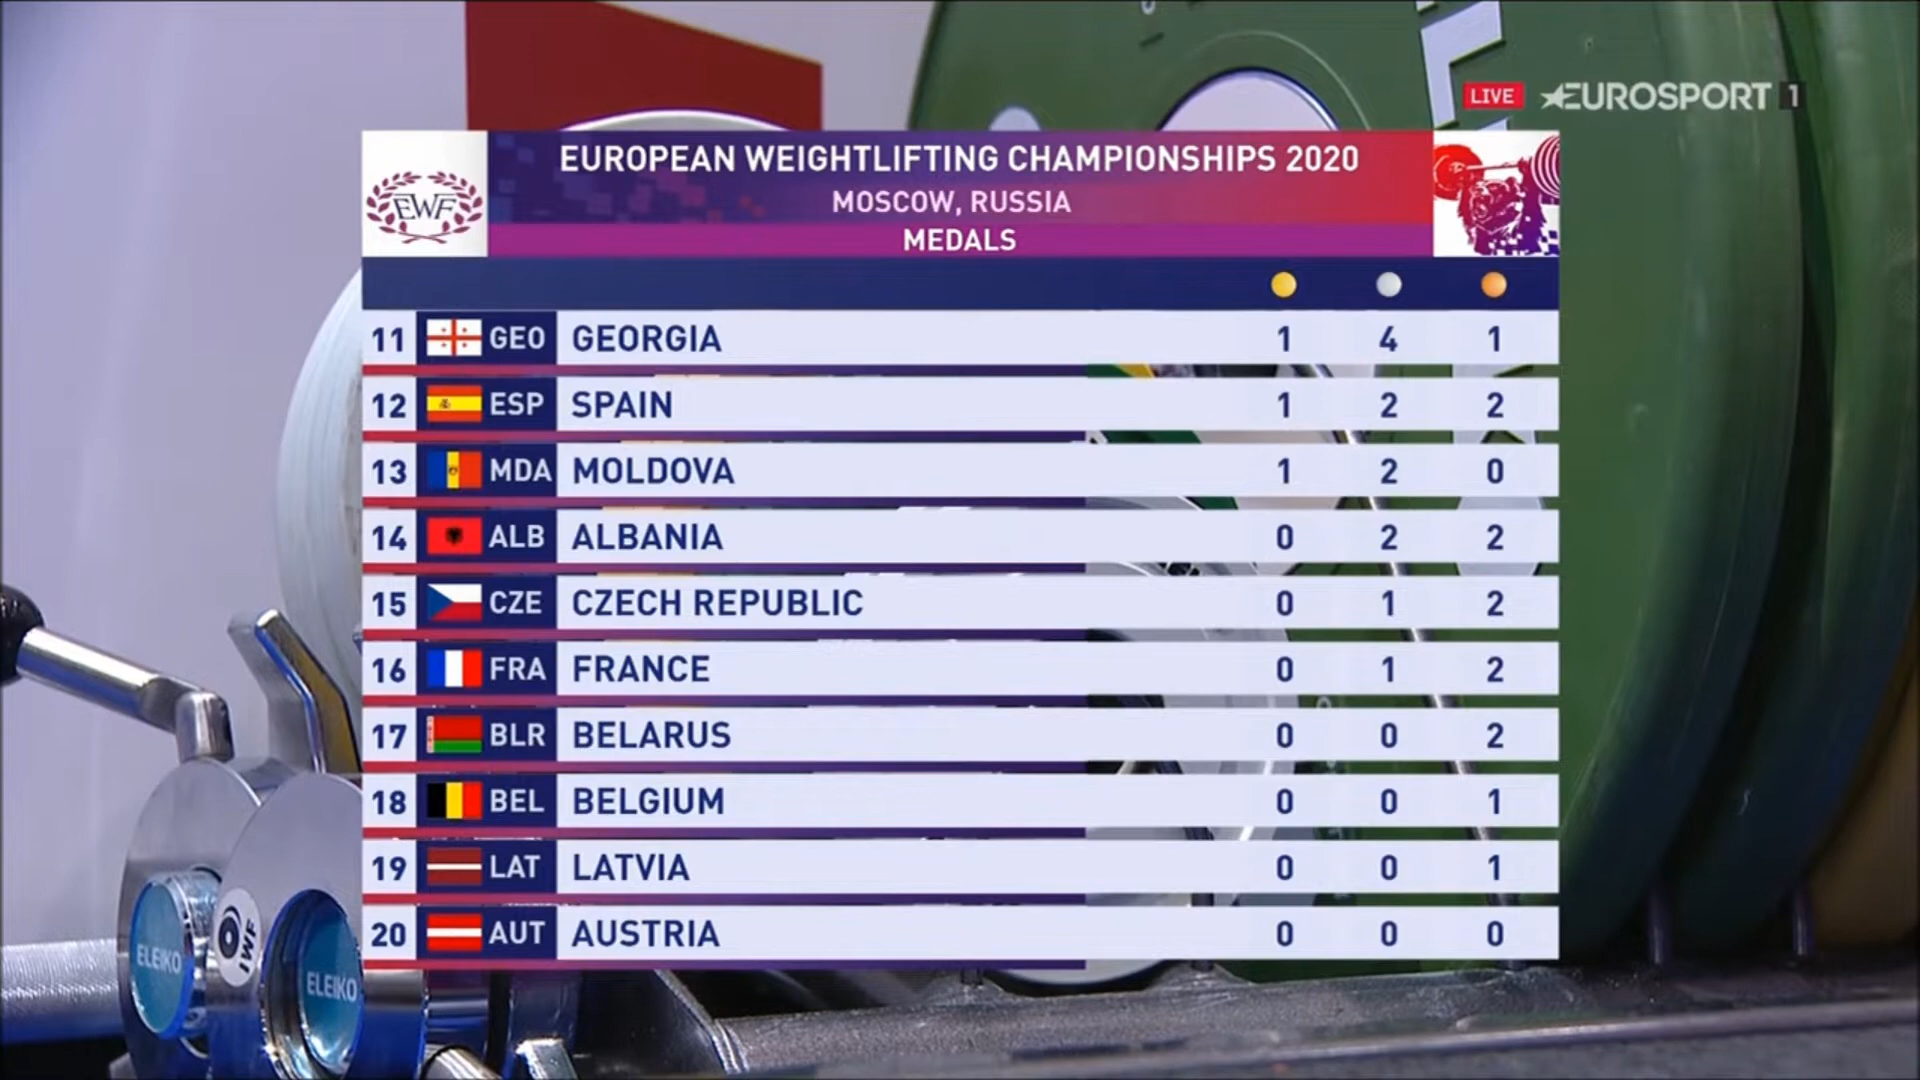 LIVE EUROSPORT 1
EUROPEAN WEIGHTLIFTING CHAMPIONSHIPS 2020
EWF
MOSCOW, RUSSIA
MEDALS
11 GEO GEORGIA 1 4 1
12 ESP SPAIN 1 2 2
13 MDA MOLDOVA 1 2 0
14 ALB ALBANIA 0 2 2
15 CZE CZECH REPUBLIC 0 1 2
16 FRA FRANCE 0 1 2
17 BLR BELARUS 0 0 2
18 BEL BELGIUM 0 0 1
19 LAT LATVIA 0 0 1
20 AUT AUSTRIA 0 0 0
ELEIKO
IWF
ELEIKO